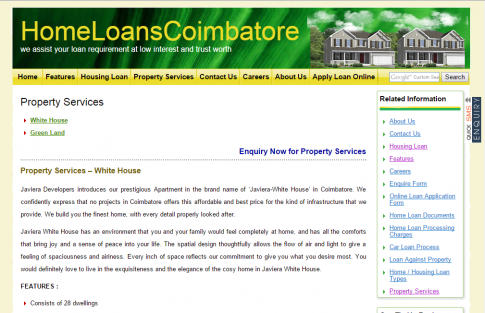 HomeLoansCoimbatore
we assist your loan requirement at low interest and trust worth
Home Features Housing Loan Property Services Contact Us Careers About Us Apply Loan Online
Google™ Custom Sear Search
Property Services
White House
Green Land
Enquiry Now for Property Services
Property Services – White House
Javiera Developers introduces our prestigious Apartment in the brand name of 'Javiera-White House' in Coimbatore. We
confidently express that no projects in Coimbatore offers this affordable and best price for the kind of infrastructure that we
provide. We build you the finest home, with every detail properly looked after.
Javiera White House has an environment that you and your family would feel completely at home, and has all the comforts
that bring joy and a sense of peace into your life. The spatial design thoughtfully allows the flow of air and light to give a
feeling of spaciousness and airiness. Every inch of space reflects our commitment to give you what you desire most. You
would definitely love to live in the exquisiteness and the elegance of the cosy home in Javiera White House.
FEATURES :
Consists of 28 dwellings
Related Information
About Us
Contact Us
Housing Loan
Features
Careers
Enquire Form
Online Loan Application
Form
Home Loan Documents
Home Loan Processing
Charges
Car Loan Process
Loan Against Property
Home / Housing Loan
Types
Property Services
QUICK SMS
ENQUIRY